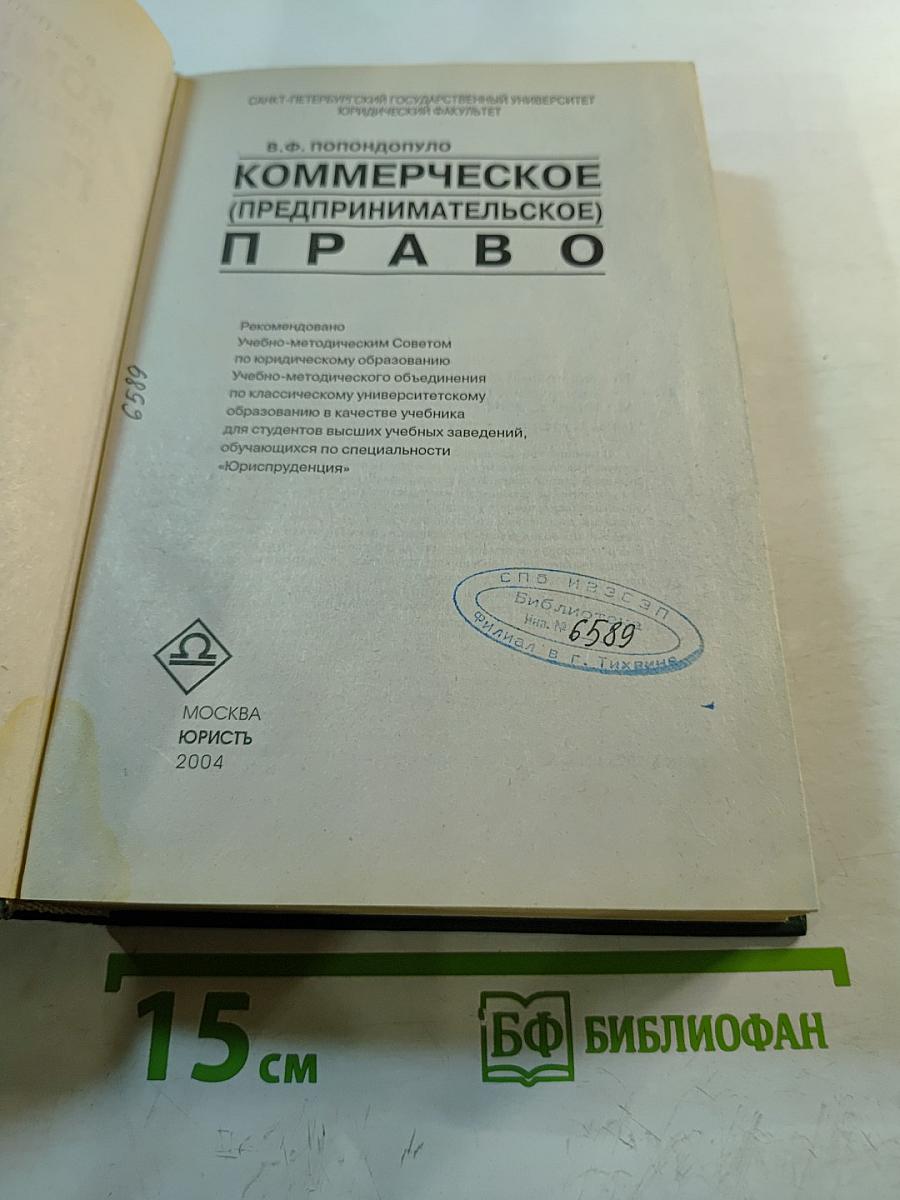 САНКТ-ПЕТЕРБУРГСКИЙ ГОСУДАРСТВЕННЫЙ УНИВЕРСИТЕТ
ЮРИДИЧЕСКИЙ ФАКУЛЬТЕТ
В.Ф. ПОПОНДОПУЛО
КОММЕРЧЕСКОЕ
(ПРЕДПРИНИМАТЕЛЬСКОЕ)
ПРАВО
Рекомендовано
Учебно-методическим Советом
по юридическому образованию
Учебно-методического объединения
по классическому университетскому
образованию в качестве учебника
для студентов высших учебных заведений,
обучающихся по специальности
«Юриспруденция»
6589
СПб ИВЭСЭП
Библиотека
Инв. № 6589
Филиал в г. Тихвине
МОСКВА
ЮРИСТЪ
2004
15 см
БФ БИБЛИОФАН